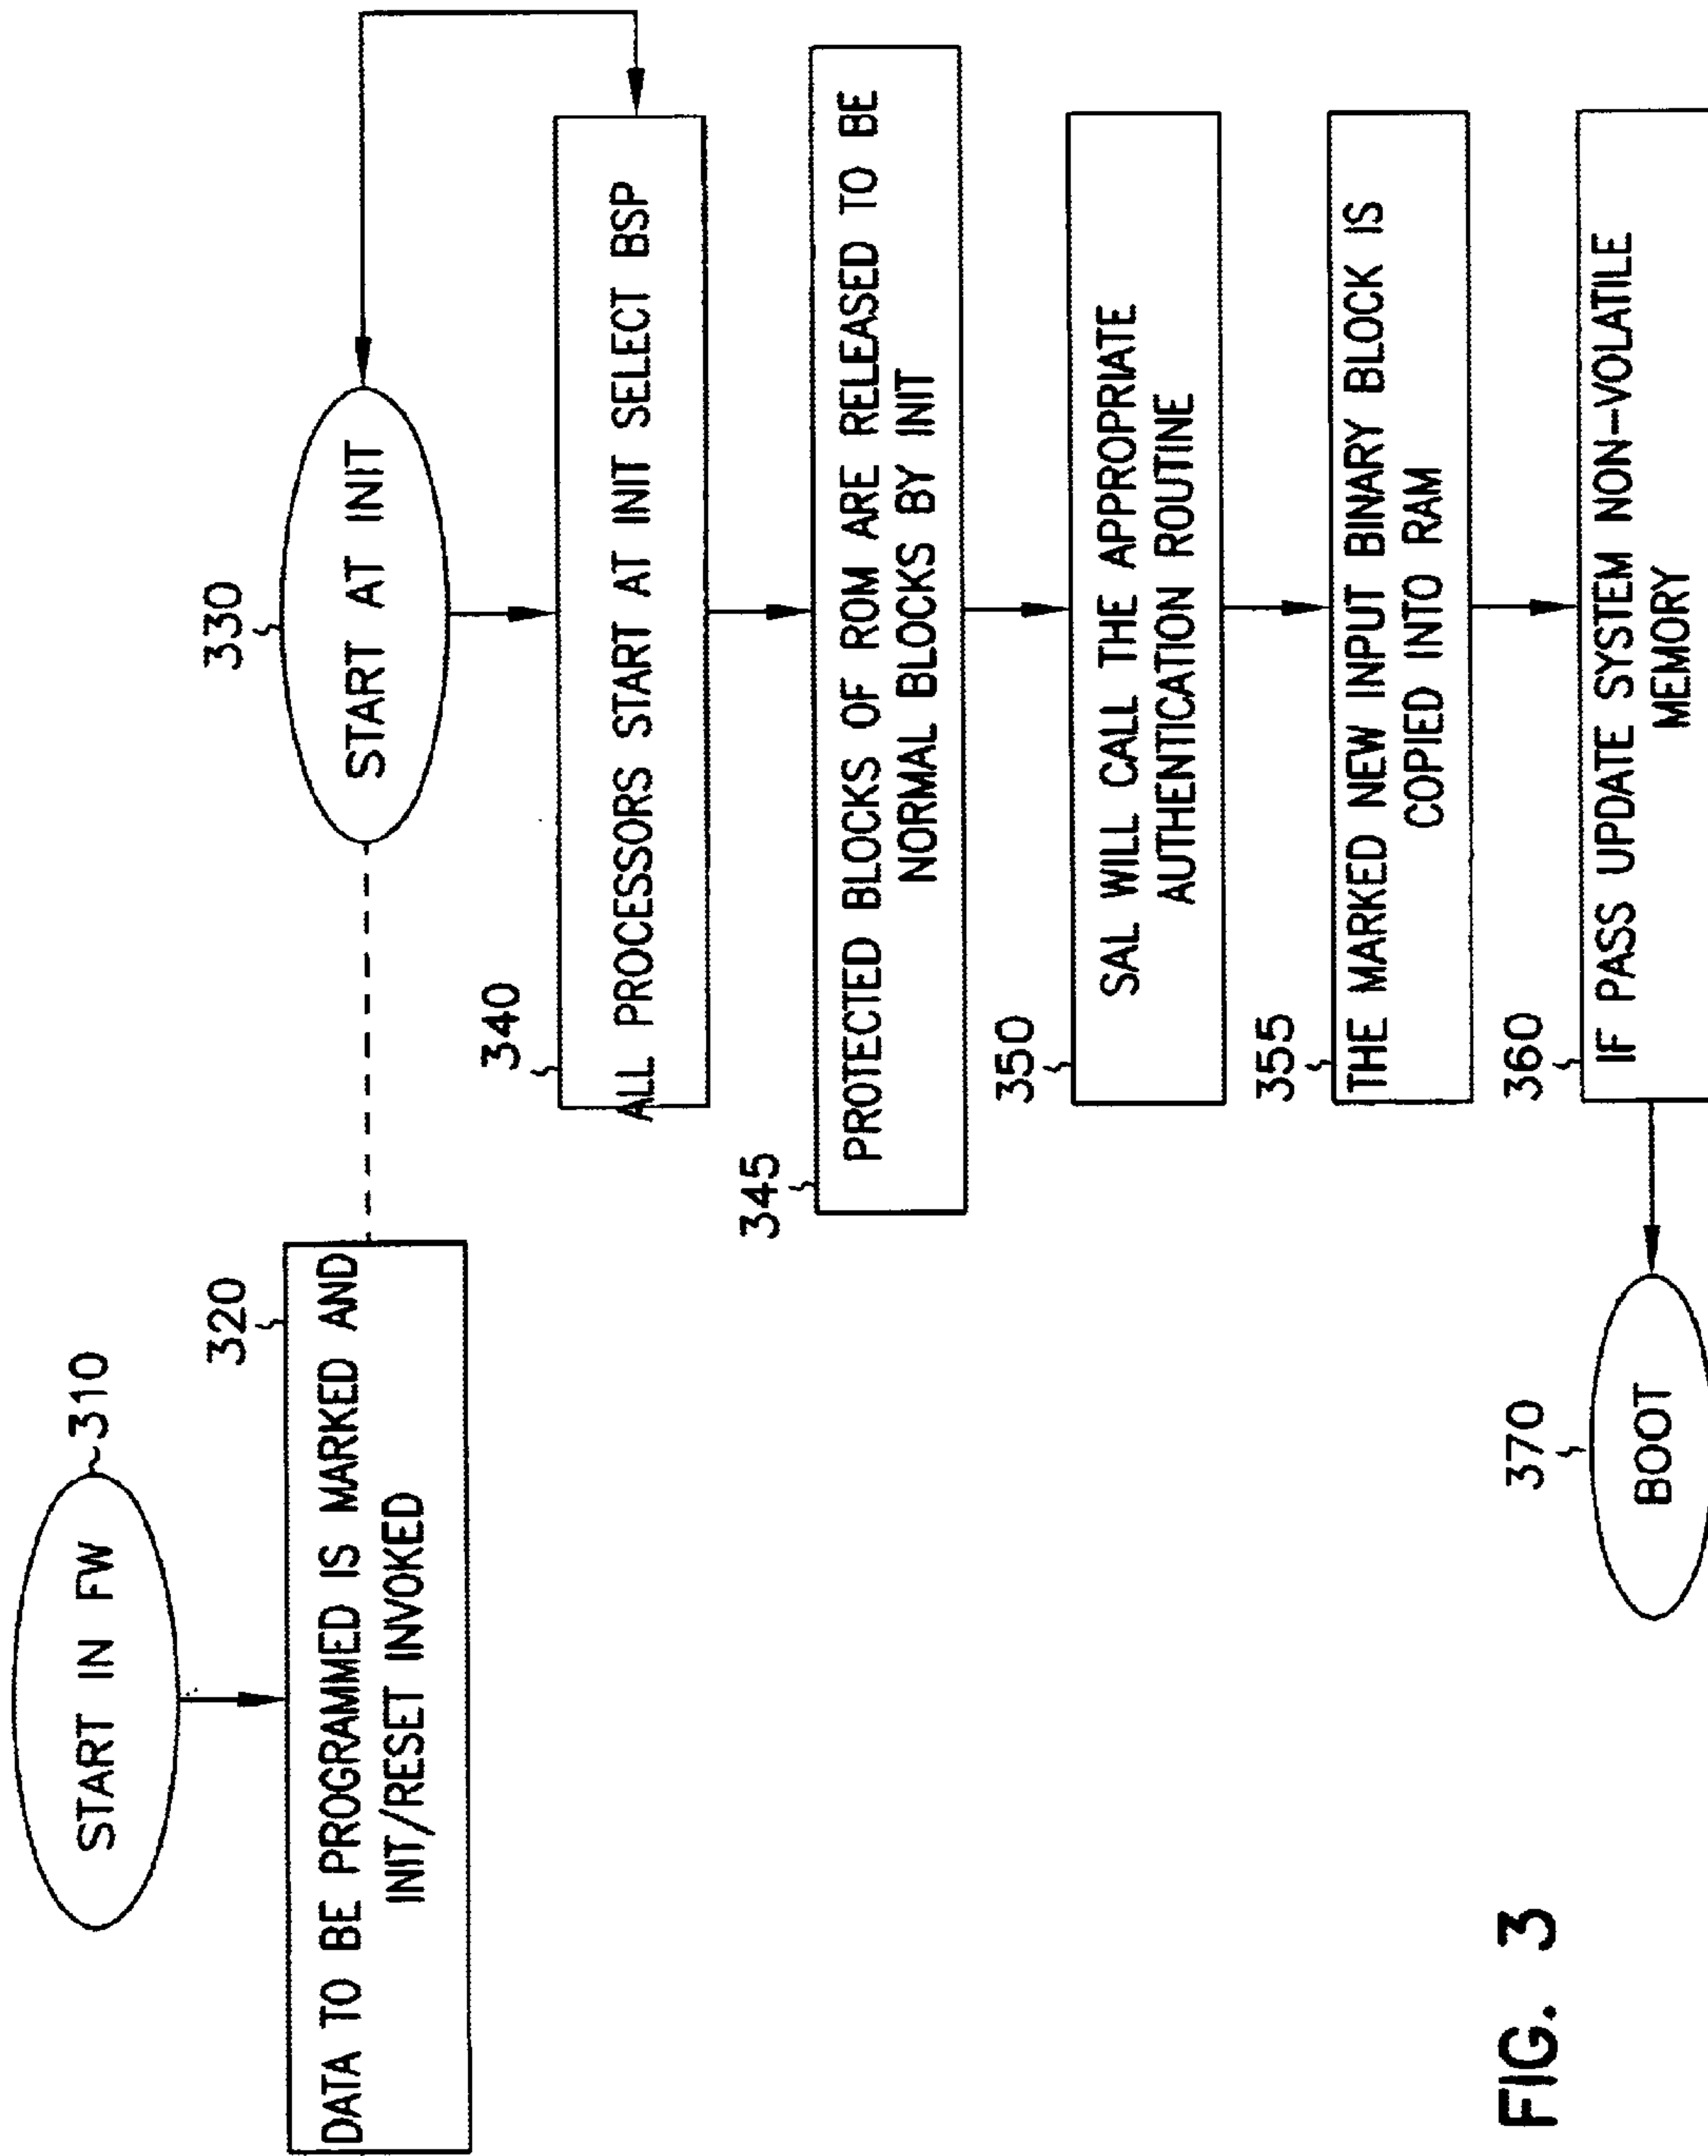 310
START IN FW
320
DATA TO BE PROGRAMMED IS MARKED AND
INIT/RESET INVOKED
330
START AT INIT
340
ALL PROCESSORS START AT INIT SELECT BSP
345
PROTECTED BLOCKS OF ROM ARE RELEASED TO BE
NORMAL BLOCKS BY INIT
350
SAL WILL CALL THE APPROPRIATE
AUTHENTICATION ROUTINE
355
THE MARKED NEW INPUT BINARY BLOCK IS
COPIED INTO RAM
360
IF PASS UPDATE SYSTEM NON-VOLATILE
MEMORY
370
BOOT
FIG. 3